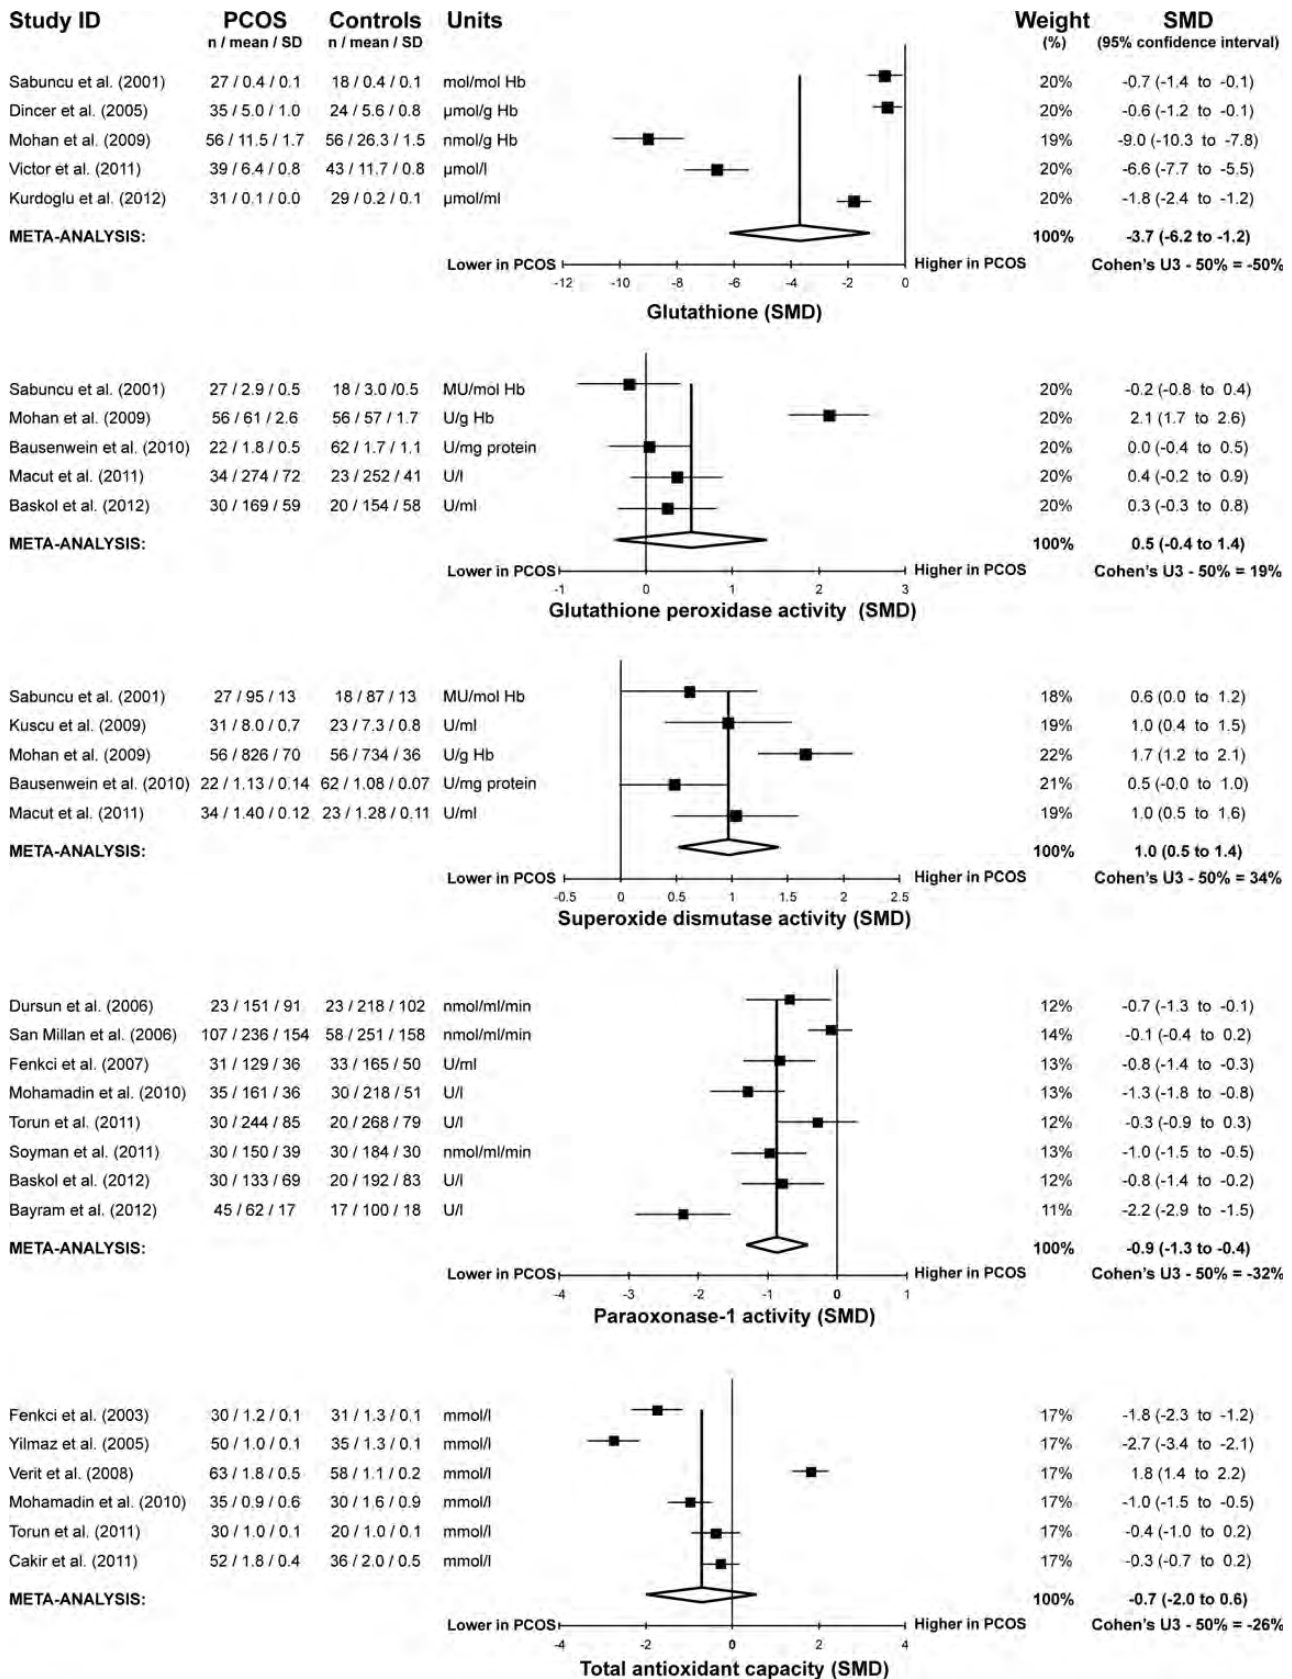 Study ID PCOS Controls Units Weight SMD
n / mean / SD n / mean / SD (%) (95% confidence interval)
Sabuncu et al. (2001) 27 / 0.4 / 0.1 18 / 0.4 / 0.1 mol/mol Hb 20% -0.7 (-1.4 to -0.1)
Dincer et al. (2005) 35 / 5.0 / 1.0 24 / 5.6 / 0.8 µmol/g Hb 20% -0.6 (-1.2 to -0.1)
Mohan et al. (2009) 56 / 11.5 / 1.7 56 / 26.3 / 1.5 nmol/g Hb 19% -9.0 (-10.3 to -7.8)
Victor et al. (2011) 39 / 6.4 / 0.8 43 / 11.7 / 0.8 µmol/l 20% -6.6 (-7.7 to -5.5)
Kurdoglu et al. (2012) 31 / 0.1 / 0.0 29 / 0.2 / 0.1 µmol/ml 20% -1.8 (-2.4 to -1.2)
META-ANALYSIS: 100% -3.7 (-6.2 to -1.2)
Lower in PCOS Higher in PCOS Cohen's U3 - 50% = -50%
-12 -10 -8 -6 -4 -2 0
Glutathione (SMD)
Sabuncu et al. (2001) 27 / 2.9 / 0.5 18 / 3.0 /0.5 MU/mol Hb 20% -0.2 (-0.8 to 0.4)
Mohan et al. (2009) 56 / 61 / 2.6 56 / 57 / 1.7 U/g Hb 20% 2.1 (1.7 to 2.6)
Bausenwein et al. (2010) 22 / 1.8 / 0.5 62 / 1.7 / 1.1 U/mg protein 20% 0.0 (-0.4 to 0.5)
Macut et al. (2011) 34 / 274 / 72 23 / 252 / 41 U/l 20% 0.4 (-0.2 to 0.9)
Baskol et al. (2012) 30 / 169 / 59 20 / 154 / 58 U/ml 20% 0.3 (-0.3 to 0.8)
META-ANALYSIS: 100% 0.5 (-0.4 to 1.4)
Lower in PCOS Higher in PCOS Cohen's U3 - 50% = 19%
-1 0 1 2 3
Glutathione peroxidase activity (SMD)
Sabuncu et al. (2001) 27 / 95 / 13 18 / 87 / 13 MU/mol Hb 18% 0.6 (0.0 to 1.2)
Kuscu et al. (2009) 31 / 8.0 / 0.7 23 / 7.3 / 0.8 U/ml 19% 1.0 (0.4 to 1.5)
Mohan et al. (2009) 56 / 826 / 70 56 / 734 / 36 U/g Hb 22% 1.7 (1.2 to 2.1)
Bausenwein et al. (2010) 22 / 1.13 / 0.14 62 / 1.08 / 0.07 U/mg protein 21% 0.5 (-0.0 to 1.0)
Macut et al. (2011) 34 / 1.40 / 0.12 23 / 1.28 / 0.11 U/ml 19% 1.0 (0.5 to 1.6)
META-ANALYSIS: 100% 1.0 (0.5 to 1.4)
Lower in PCOS Higher in PCOS Cohen's U3 - 50% = 34%
-0.5 0 0.5 1 1.5 2 2.5
Superoxide dismutase activity (SMD)
Dursun et al. (2006) 23 / 151 / 91 23 / 218 / 102 nmol/ml/min 12% -0.7 (-1.3 to -0.1)
San Millan et al. (2006) 107 / 236 / 154 58 / 251 / 158 nmol/ml/min 14% -0.1 (-0.4 to 0.2)
Fenkci et al. (2007) 31 / 129 / 36 33 / 165 / 50 U/ml 13% -0.8 (-1.4 to -0.3)
Mohamadin et al. (2010) 35 / 161 / 36 30 / 218 / 51 U/l 13% -1.3 (-1.8 to -0.8)
Torun et al. (2011) 30 / 244 / 85 20 / 268 / 79 U/l 12% -0.3 (-0.9 to 0.3)
Soyman et al. (2011) 30 / 150 / 39 30 / 184 / 30 nmol/ml/min 13% -1.0 (-1.5 to -0.5)
Baskol et al. (2012) 30 / 133 / 69 20 / 192 / 83 U/l 12% -0.8 (-1.4 to -0.2)
Bayram et al. (2012) 45 / 62 / 17 17 / 100 / 18 U/l 11% -2.2 (-2.9 to -1.5)
META-ANALYSIS: 100% -0.9 (-1.3 to -0.4)
Lower in PCOS Higher in PCOS Cohen's U3 - 50% = -32%
-4 -3 -2 -1 0 1
Paraoxonase-1 activity (SMD)
Fenkci et al. (2003) 30 / 1.2 / 0.1 31 / 1.3 / 0.1 mmol/l 17% -1.8 (-2.3 to -1.2)
Yilmaz et al. (2005) 50 / 1.0 / 0.1 35 / 1.3 / 0.1 mmol/l 17% -2.7 (-3.4 to -2.1)
Verit et al. (2008) 63 / 1.8 / 0.5 58 / 1.1 / 0.2 mmol/l 17% 1.8 (1.4 to 2.2)
Mohamadin et al. (2010) 35 / 0.9 / 0.6 30 / 1.6 / 0.9 mmol/l 17% -1.0 (-1.5 to -0.5)
Torun et al. (2011) 30 / 1.0 / 0.1 20 / 1.0 / 0.1 mmol/l 17% -0.4 (-1.0 to 0.2)
Cakir et al. (2011) 52 / 1.8 / 0.4 36 / 2.0 / 0.5 mmol/l 17% -0.3 (-0.7 to 0.2)
META-ANALYSIS: 100% -0.7 (-2.0 to 0.6)
Lower in PCOS Higher in PCOS Cohen's U3 - 50% = -26%
-4 -2 0 2 4
Total antioxidant capacity (SMD)